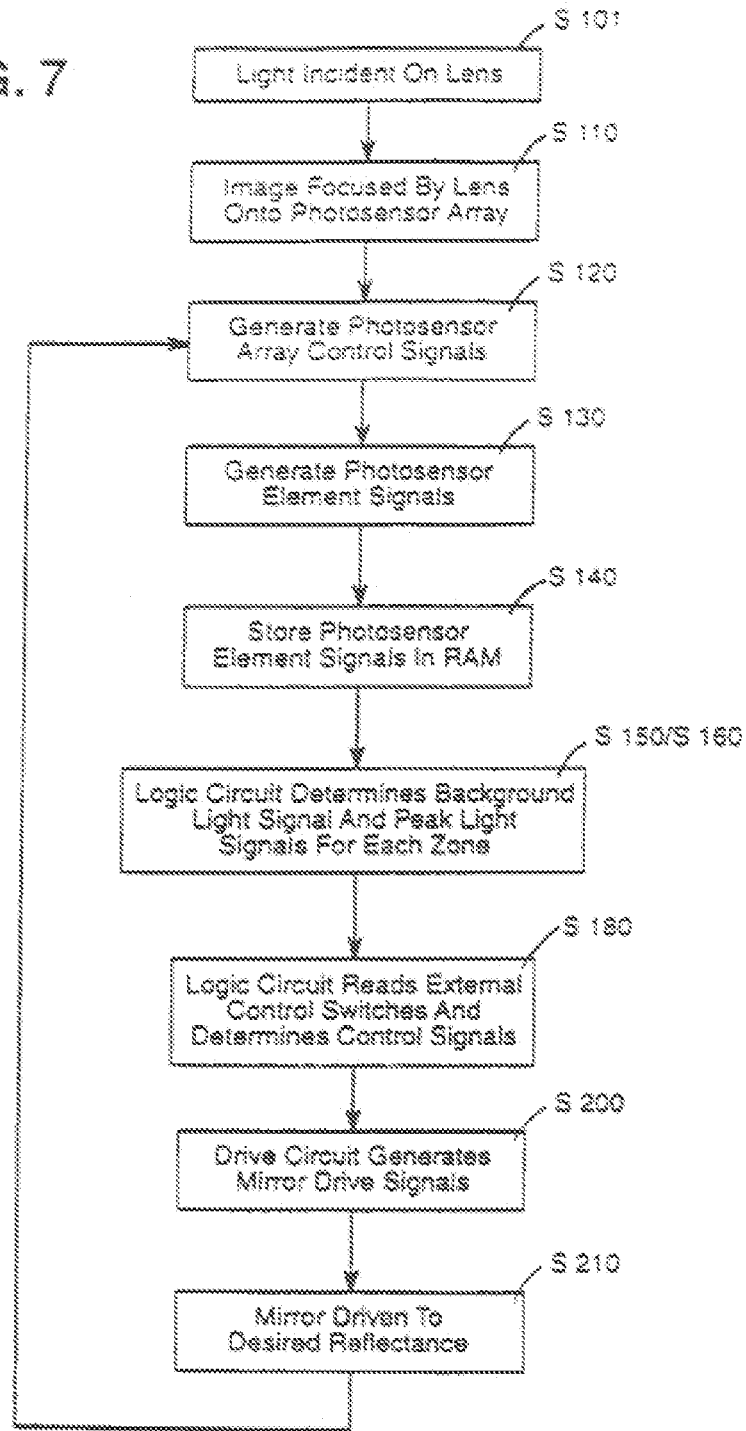 G. 7
S 101
Light Incident On Lens
S 110
Image Focused By Lens
Onto Photosensor Array
S 120
Generate Photosensor
Array Control Signals
S 130
Generate Photosensor
Element Signals
S 140
Store Photosensor
Element Signals In RAM
S 150/S 160
Logic Circuit Determines Background
Light Signal And Peak Light
Signals For Each Zone
S 180
Logic Circuit Reads External
Control Switches And
Determines Control Signals
S 200
Drive Circuit Generates
Mirror Drive Signals
S 210
Mirror Driven To
Desired Reflectance